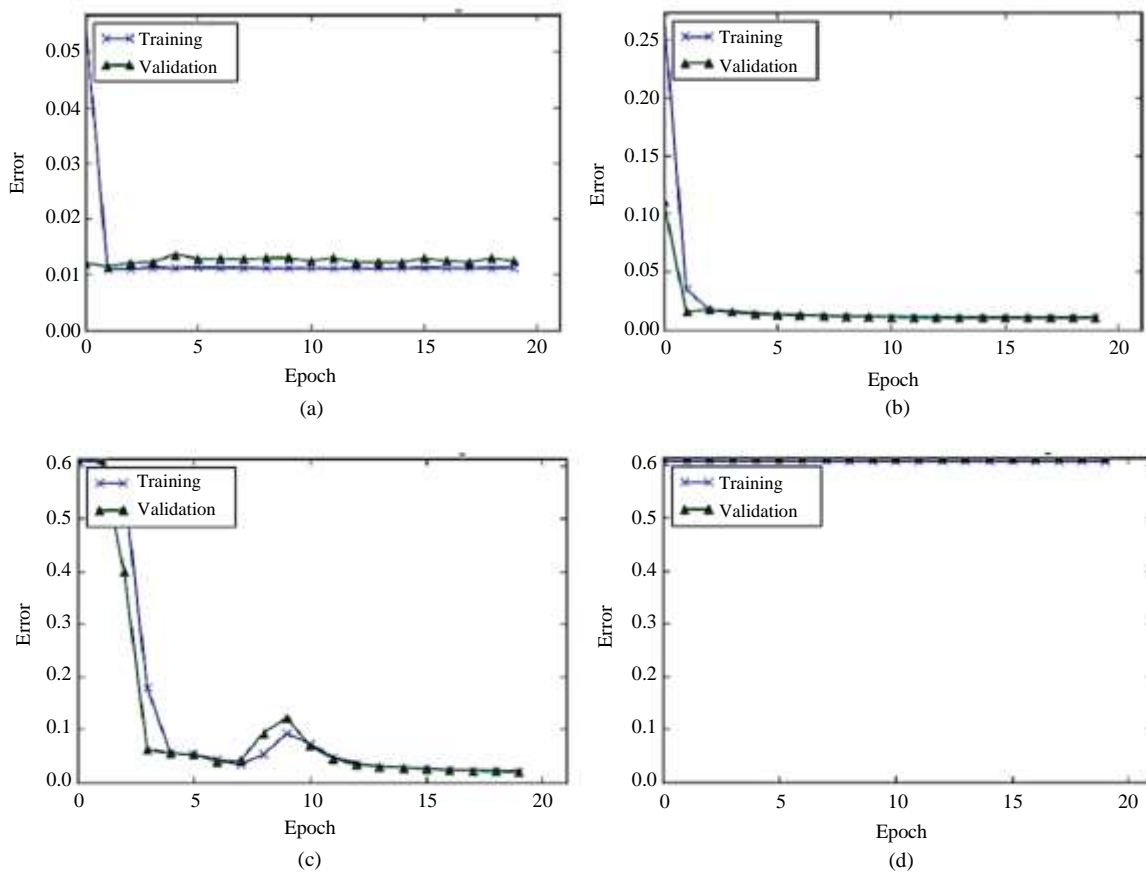 0.05
0.04
0.03
0.02
0.01
0.00
Error
Training
Validation
0 5 10 15 20
Epoch
(a)
0.25
0.20
0.15
0.10
0.05
0.00
Error
Training
Validation
0 5 10 15 20
Epoch
(b)
0.6
0.5
0.4
0.3
0.2
0.1
0.0
Error
Training
Validation
0 5 10 15 20
Epoch
(c)
0.6
0.5
0.4
0.3
0.2
0.1
0.0
Error
Training
Validation
0 5 10 15 20
Epoch
(d)